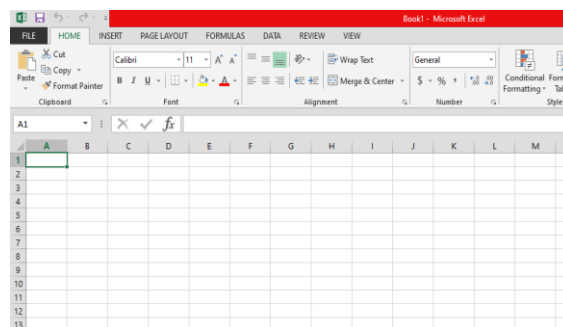 Book1 - Microsoft Excel
FILE HOME INSERT PAGE LAYOUT FORMULAS DATA REVIEW VIEW
Cut
Calibri 11 A A Wrap Text General
Copy
Paste Format Painter B I U A Merge & Center $ % , Conditional
Formatting
Clipboard Font Alignment Number
A1 fx
A B C D E F G H I J K L M
1
2
3
4
5
6
7
8
9
10
11
12
13